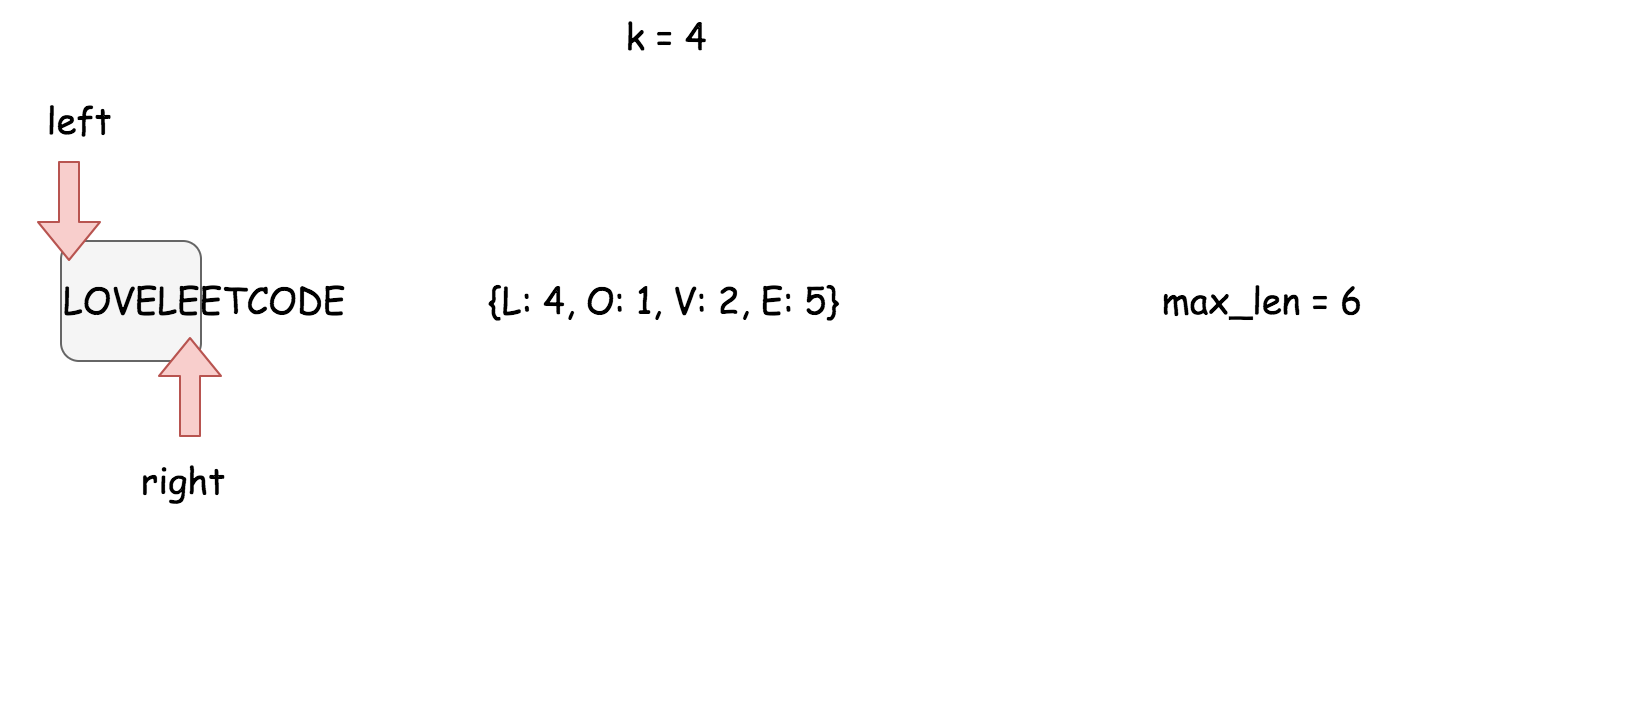 k = 4
left
LOVELEETCODE {L: 4, O: 1, V: 2, E: 5} max_len = 6
right